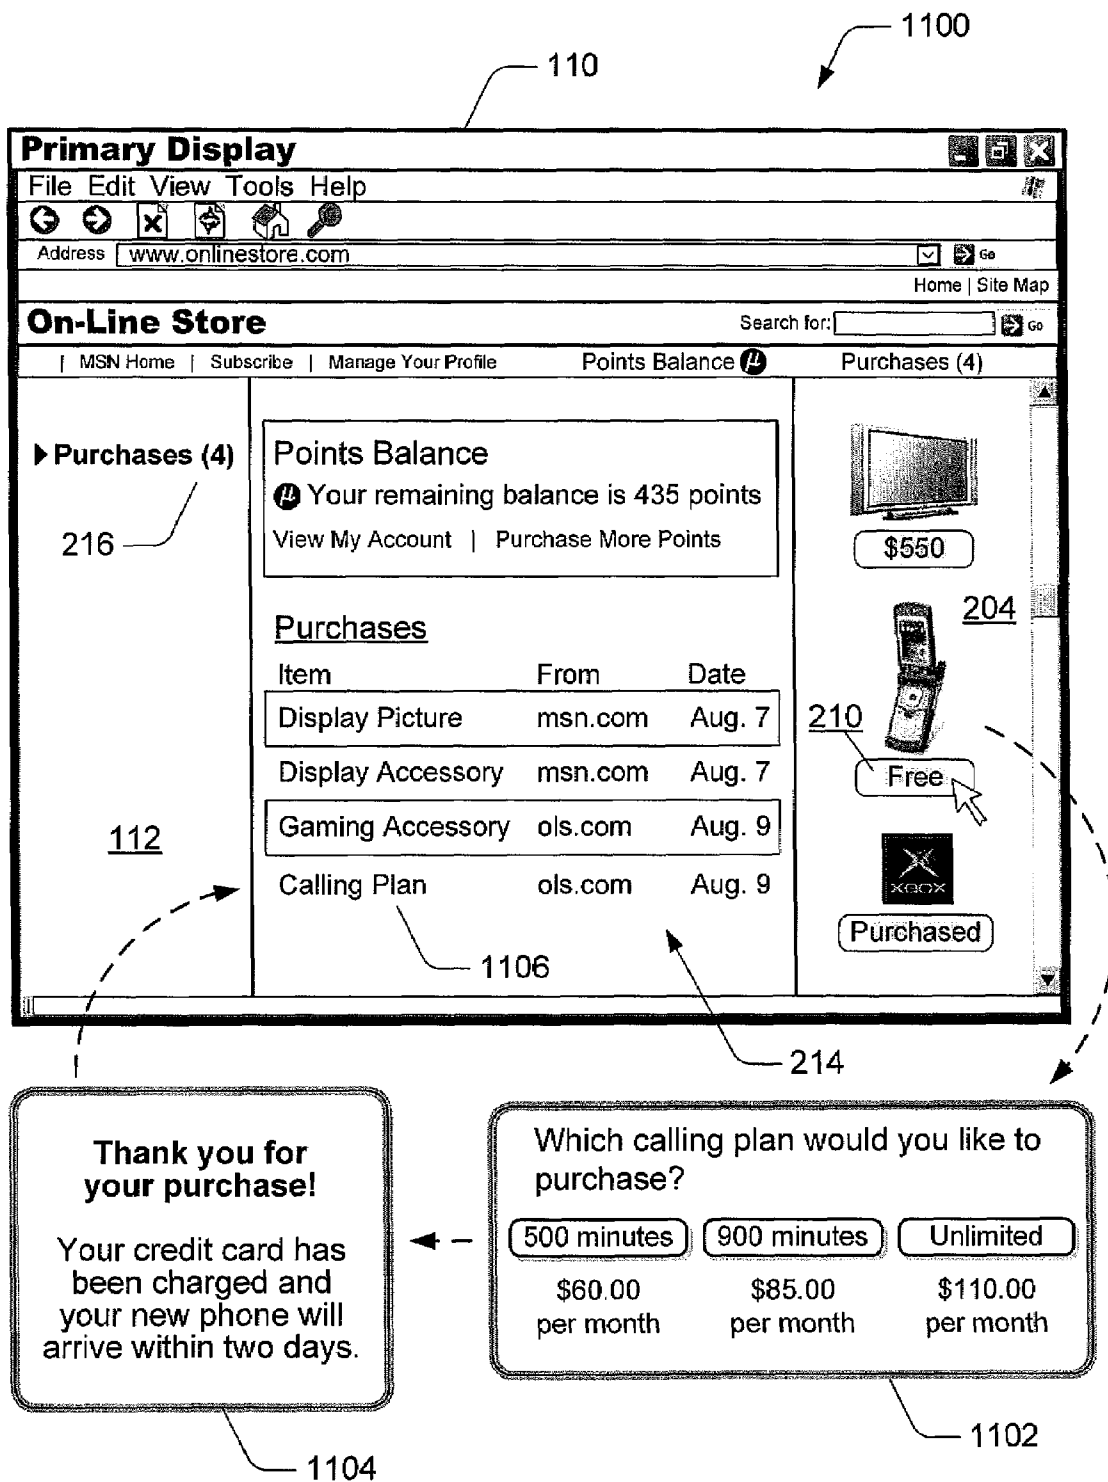 1100
110
Primary Display
File Edit View Tools Help
Address www.onlinestore.com Go
Home | Site Map
On-Line Store Search for: Go
| MSN Home | Subscribe | Manage Your Profile Points Balance µ Purchases (4)
Purchases (4)
216
112
Points Balance
µ Your remaining balance is 435 points
View My Account | Purchase More Points
Purchases
Item From Date
Display Picture msn.com Aug. 7
Display Accessory msn.com Aug. 7
Gaming Accessory ols.com Aug. 9
Calling Plan ols.com Aug. 9
1106
214
$550
204
210
Free
XBOX
Purchased
Which calling plan would you like to
purchase?
500 minutes 900 minutes Unlimited
$60.00 $85.00 $110.00
per month per month per month
1102
Thank you for
your purchase!
Your credit card has
been charged and
your new phone will
arrive within two days.
1104